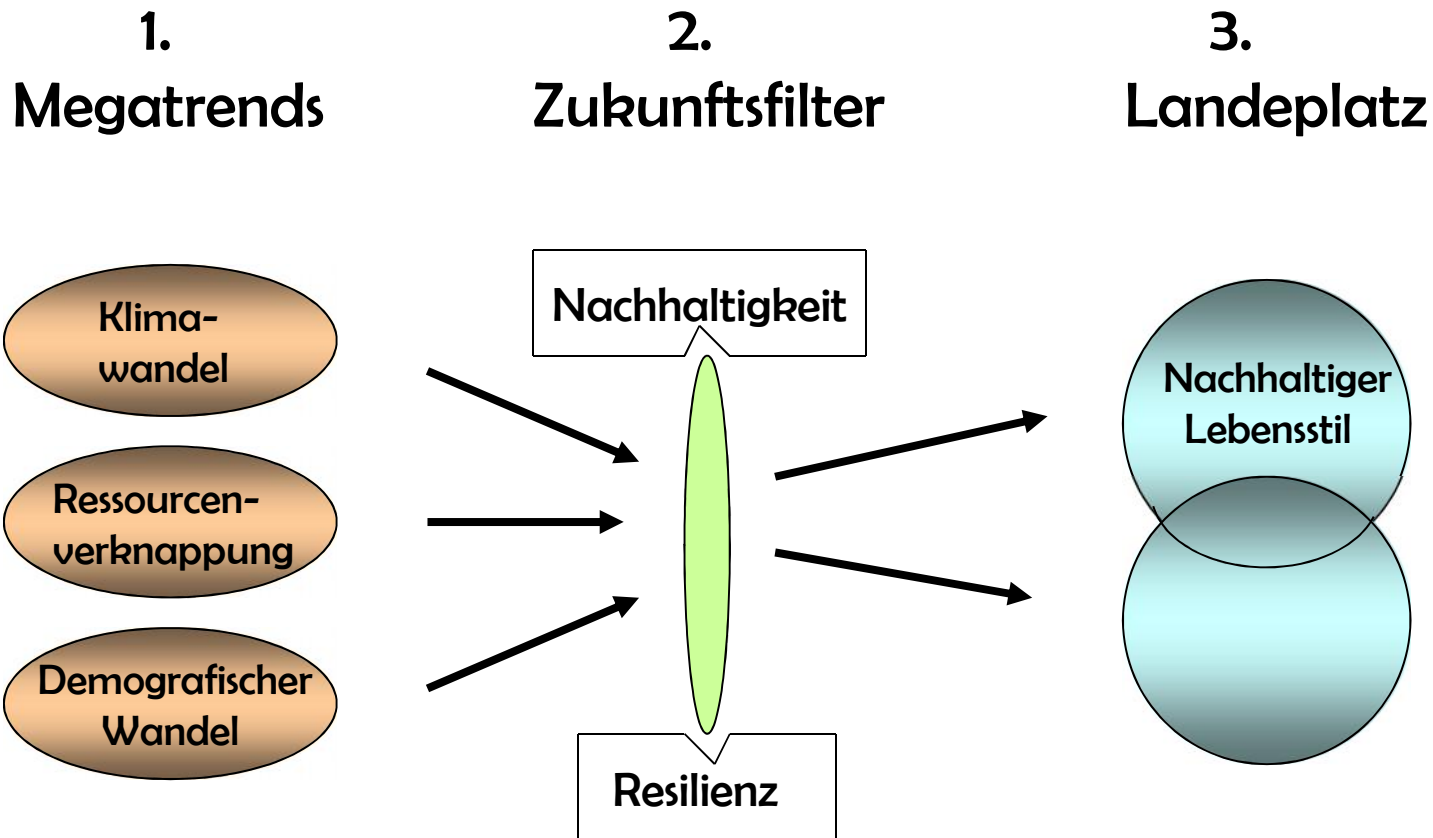 1.
Megatrends
2.
Zukunftsfilter
3.
Landeplatz
Klima-
wandel
Ressourcen-
verknappung
Demografischer
Wandel
Nachhaltigkeit
Resilienz
Nachhaltiger
Lebensstil